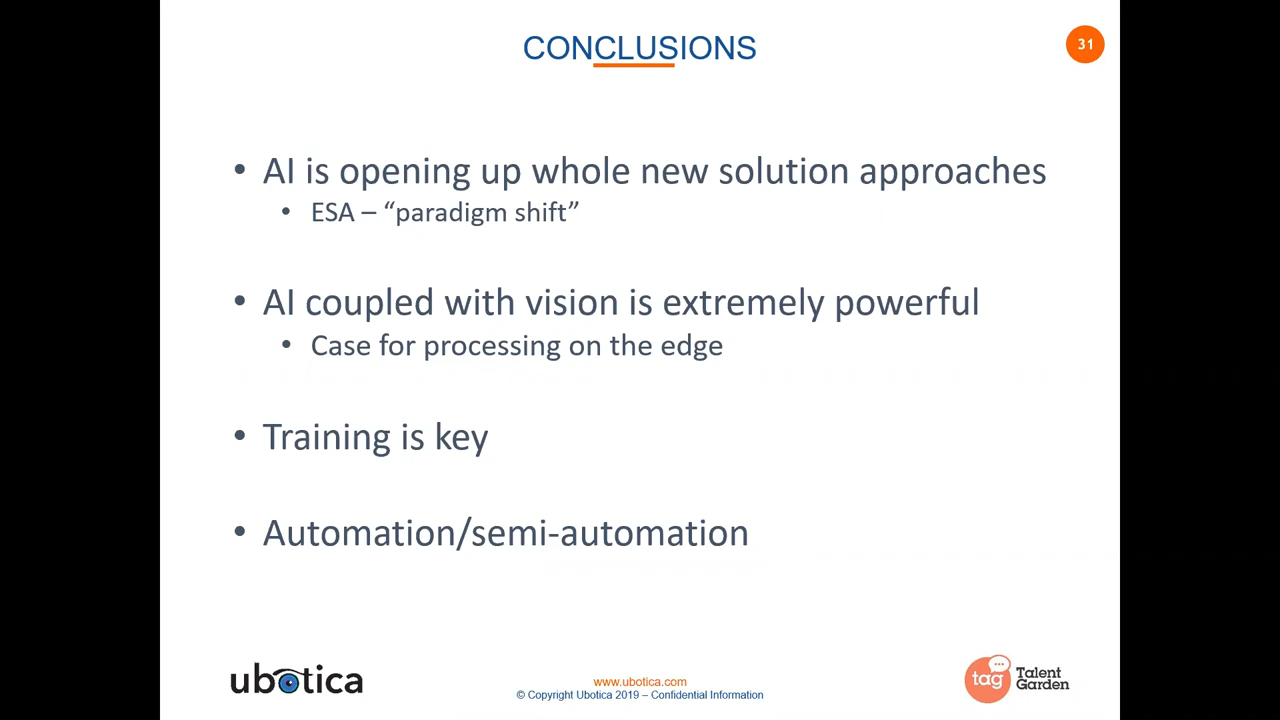 CONCLUSIONS
31
• AI is opening up whole new solution approaches
• ESA – “paradigm shift”
• AI coupled with vision is extremely powerful
• Case for processing on the edge
• Training is key
• Automation/semi-automation
ubotica
www.ubotica.com
© Copyright Ubotica 2019 – Confidential Information
tag
Talent
Garden